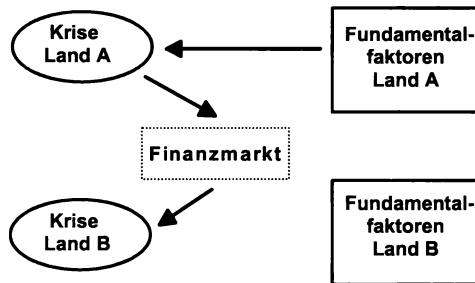 Krise
Land A
Fundamental-
faktoren
Land A
Finanzmarkt
Krise
Land B
Fundamental-
faktoren
Land B